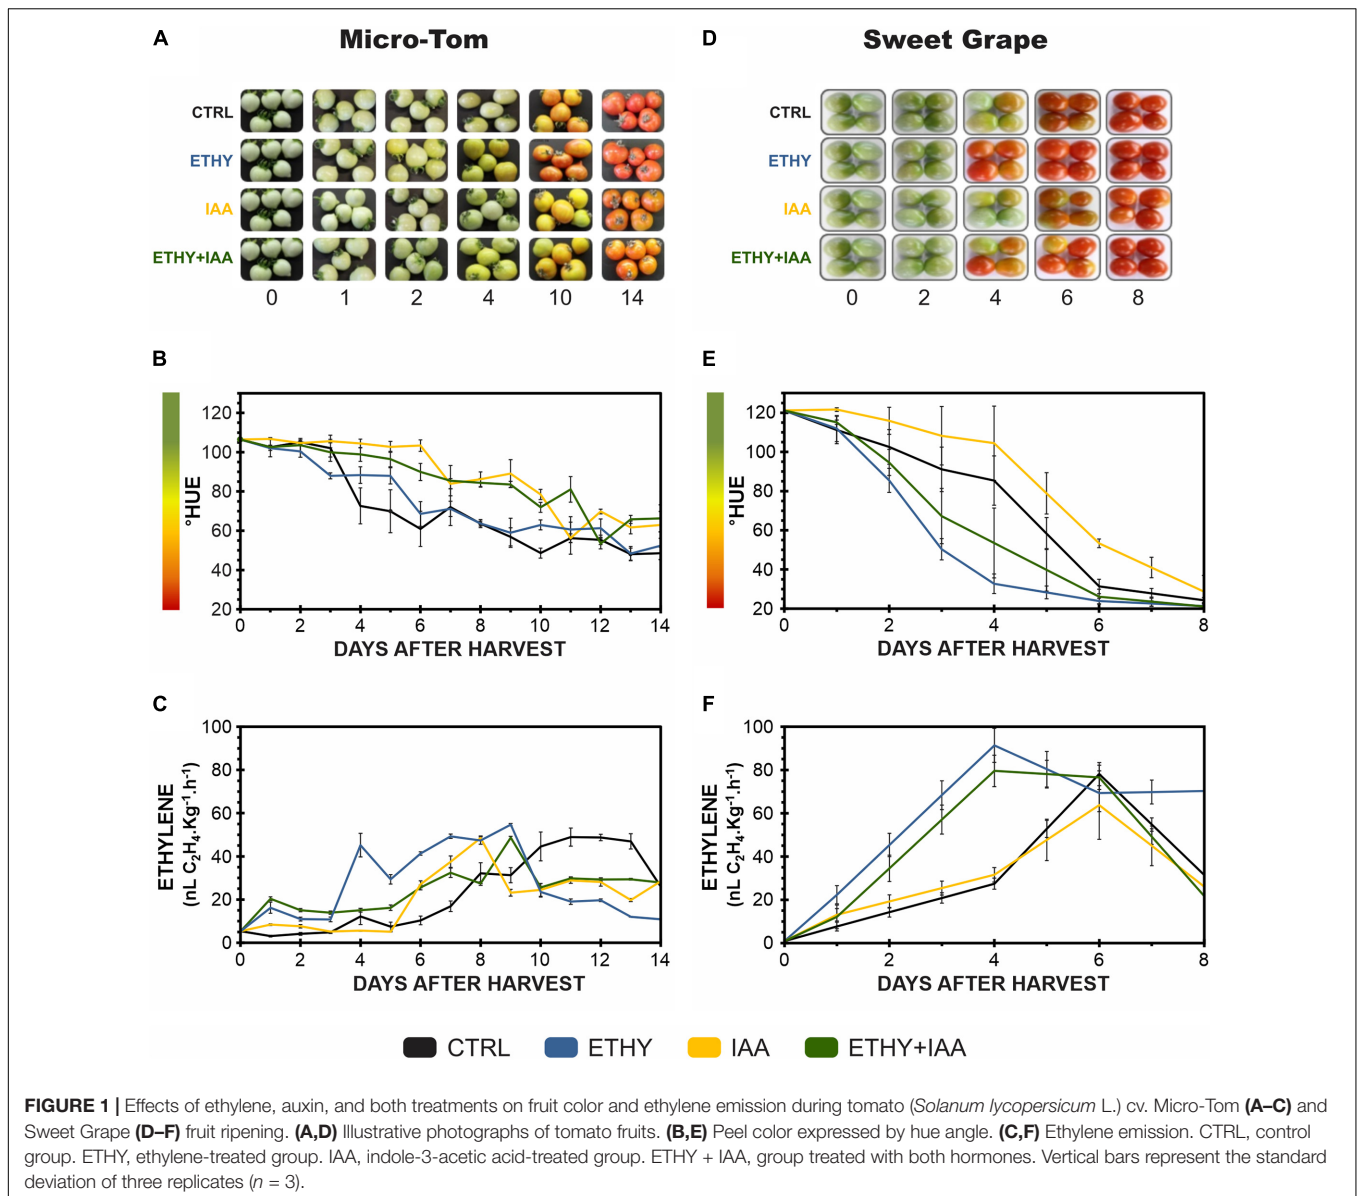 A
Micro-Tom
CTRL
ETHY
IAA
ETHY+IAA
0 1 2 4 10 14
D
Sweet Grape
CTRL
ETHY
IAA
ETHY+IAA
0 2 4 6 8
B
°HUE
120
100
80
60
40
20
0 2 4 6 8 10 12 14
DAYS AFTER HARVEST
E
°HUE
120
100
80
60
40
20
0 2 4 6 8
DAYS AFTER HARVEST
C
ETHYLENE
(nL C₂H₄.Kg⁻¹.h⁻¹)
100
80
60
40
20
0
0 2 4 6 8 10 12 14
DAYS AFTER HARVEST
F
ETHYLENE
(nL C₂H₄.Kg⁻¹.h⁻¹)
100
80
60
40
20
0
0 2 4 6 8
DAYS AFTER HARVEST
CTRL ETHY IAA ETHY+IAA
FIGURE 1 | Effects of ethylene, auxin, and both treatments on fruit color and ethylene emission during tomato (Solanum lycopersicum L.) cv. Micro-Tom (A–C) and
Sweet Grape (D–F) fruit ripening. (A,D) Illustrative photographs of tomato fruits. (B,E) Peel color expressed by hue angle. (C,F) Ethylene emission. CTRL, control
group. ETHY, ethylene-treated group. IAA, indole-3-acetic acid-treated group. ETHY + IAA, group treated with both hormones. Vertical bars represent the standard
deviation of three replicates (n = 3).